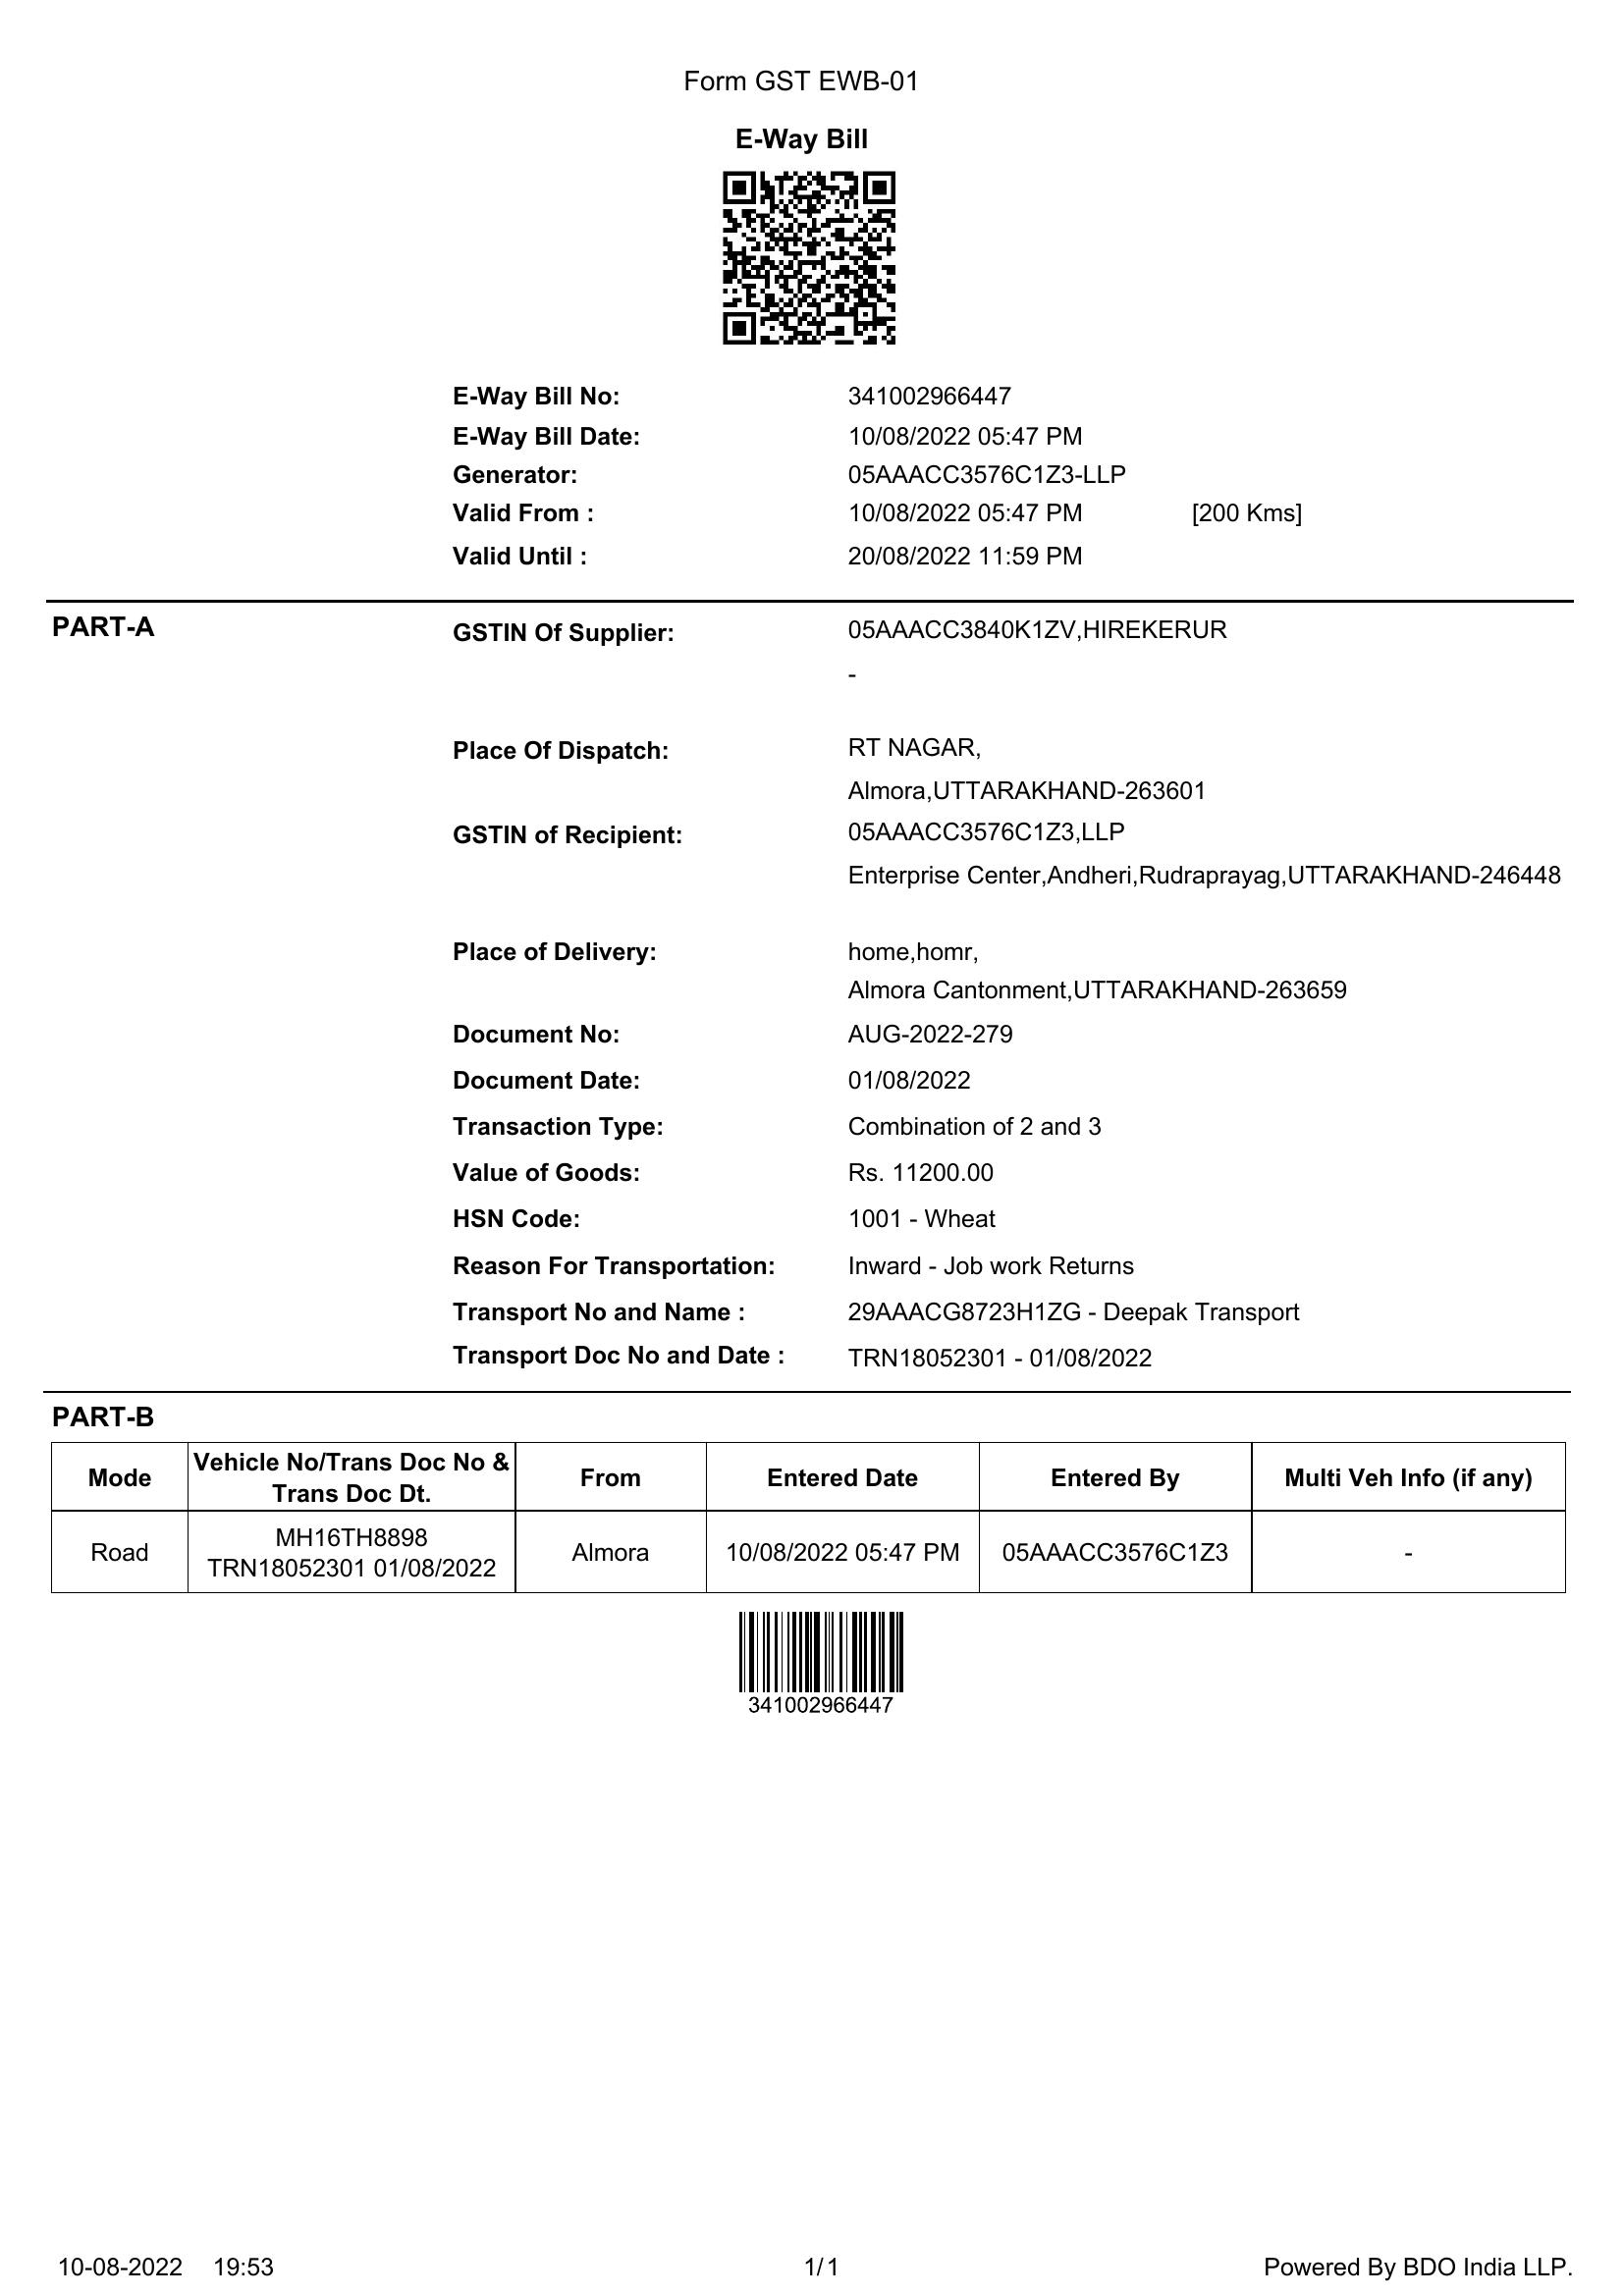 Form GST EWB-01
E-Way Bill
E-Way Bill No: 341002966447
E-Way Bill Date: 10/08/2022 05:47 PM
Generator: 05AAACC3576C1Z3-LLP
Valid From : 10/08/2022 05:47 PM [200 Kms]
Valid Until : 20/08/2022 11:59 PM
PART-A
GSTIN Of Supplier: 05AAACC3840K1ZV,HIREKERUR
-
Place Of Dispatch: RT NAGAR,
Almora,UTTARAKHAND-263601
GSTIN of Recipient: 05AAACC3576C1Z3,LLP
Enterprise Center,Andheri,Rudraprayag,UTTARAKHAND-246448
Place of Delivery: home,homr,
Almora Cantonment,UTTARAKHAND-263659
Document No: AUG-2022-279
Document Date: 01/08/2022
Transaction Type: Combination of 2 and 3
Value of Goods: Rs. 11200.00
HSN Code: 1001 - Wheat
Reason For Transportation: Inward - Job work Returns
Transport No and Name : 29AAACG8723H1ZG - Deepak Transport
Transport Doc No and Date : TRN18052301 - 01/08/2022
PART-B
Mode Vehicle No/Trans Doc No & Trans Doc Dt. From Entered Date Entered By Multi Veh Info (if any)
Road MH16TH8898 TRN18052301 01/08/2022 Almora 10/08/2022 05:47 PM 05AAACC3576C1Z3 -
341002966447
10-08-2022 19:53 1/1 Powered By BDO India LLP.